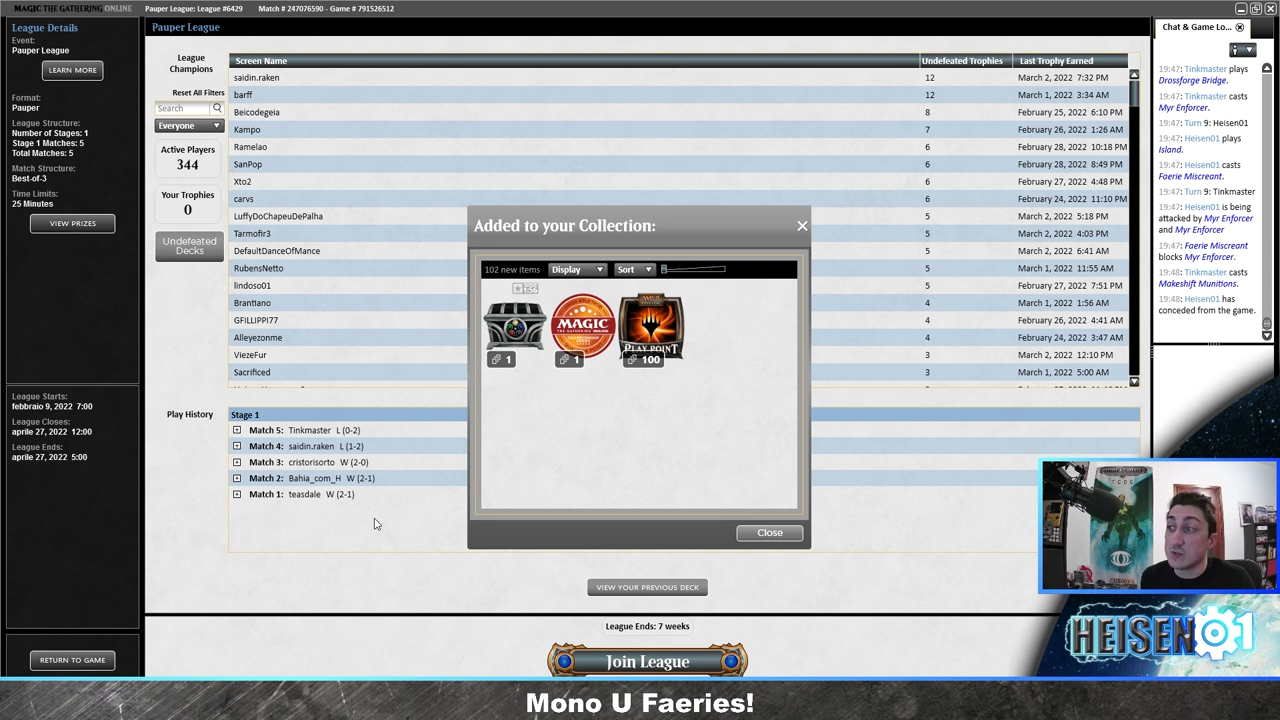 MAGIC THE GATHERING ONLINE
Pauper League: League #6429
Match # 247076590 - Game # 791526512
League Details
Event:
Pauper League
LEARN MORE
Format:
Pauper
League Structure:
Number of Stages: 1
Stage 1 Matches: 5
Total Matches: 5
Match Structure:
Best-of-3
Time Limits:
25 Minutes
VIEW PRIZES
League Starts:
febbraio 9, 2022 7:00
League Closes:
aprile 27, 2022 12:00
League Ends:
aprile 27, 2022 5:00
RETURN TO GAME
Pauper League
League
Champions
Reset All Filters
Search
Everyone
Active Players
344
Your Trophies
0
Undefeated
Decks
Screen Name Undefeated Trophies Last Trophy Earned
saidin.raken 12 March 2, 2022 7:32 PM
barff 12 March 1, 2022 3:34 AM
Beicodegeia 8 February 25, 2022 6:10 PM
Kampo 7 February 26, 2022 1:26 AM
Ramelao 6 February 28, 2022 10:18 PM
SanPop 6 February 28, 2022 8:49 PM
Xto2 6 February 27, 2022 4:48 PM
carvs 6 February 24, 2022 11:10 PM
LuffyDoChapeuDePalha 5 March 2, 2022 5:18 PM
Tarmofir3 5 March 2, 2022 4:03 PM
DefaultDanceOfMance 5 March 2, 2022 6:41 AM
RubensNetto 5 March 1, 2022 11:55 AM
lindoso01 5 February 27, 2022 7:51 PM
Brantiano 4 March 1, 2022 1:56 AM
GFILLIPPI77 4 February 26, 2022 4:41 AM
Alleyezonme 4 February 24, 2022 3:47 AM
ViezeFur 3 March 2, 2022 12:10 PM
Sacrificed 3 March 1, 2022 5:00 AM
Added to your Collection:
102 new items
Display
Sort
MAGIC
THE GATHERING ONLINE
PLAY POINT
1
1
100
Close
Play History
Stage 1
Match 5: Tinkmaster L (0-2)
Match 4: saidin.raken L (1-2)
Match 3: cristorisorto W (2-0)
Match 2: Bahia_com_H W (2-1)
Match 1: teasdale W (2-1)
VIEW YOUR PREVIOUS DECK
League Ends: 7 weeks
Join League
Chat & Game Lo...
19:47: Tinkmaster plays
Drossforge Bridge.
19:47: Tinkmaster casts
Myr Enforcer.
19:47: Turn 9: Heisen01
19:47: Heisen01 plays
Island.
19:47: Heisen01 casts
Faerie Miscreant.
19:47: Turn 9: Tinkmaster
19:47: Heisen01 is being
attacked by Myr Enforcer
and Myr Enforcer
19:47: Faerie Miscreant
blocks Myr Enforcer.
19:48: Tinkmaster casts
Makeshift Munitions.
19:48: Heisen01 has
conceded from the game.
HEISEN01
Mono U Faeries!